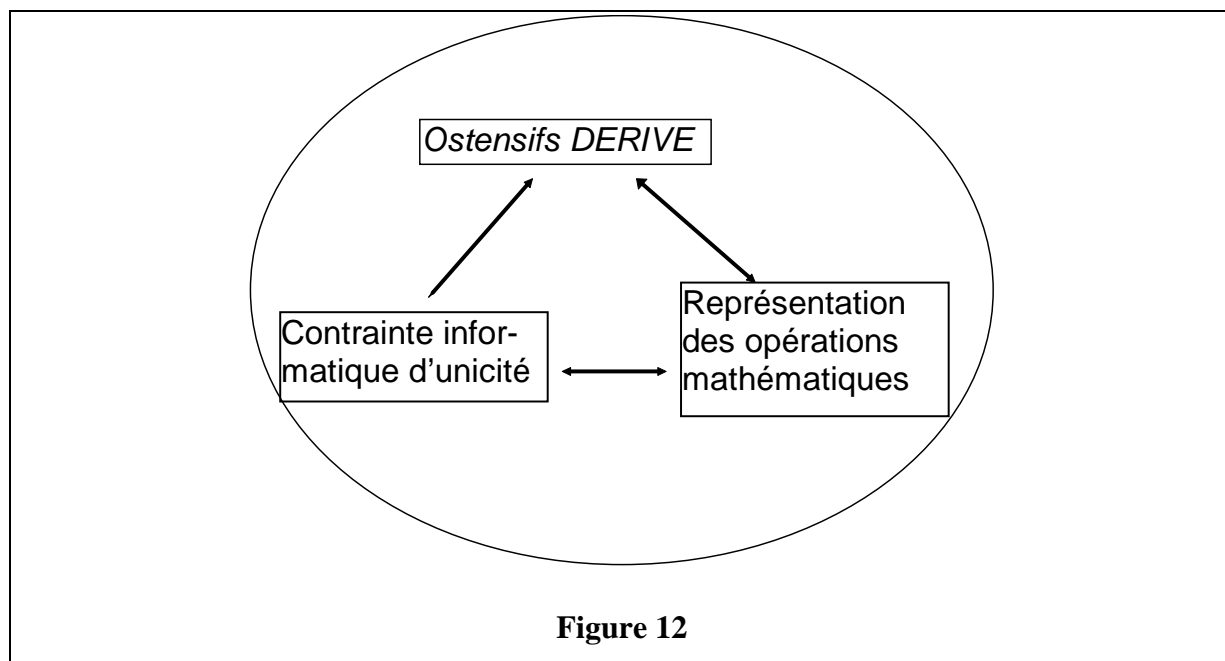 Ostensifs DERIVE
Contrainte infor-
matique d'unicité
Représentation
des opérations
mathématiques
Figure 12